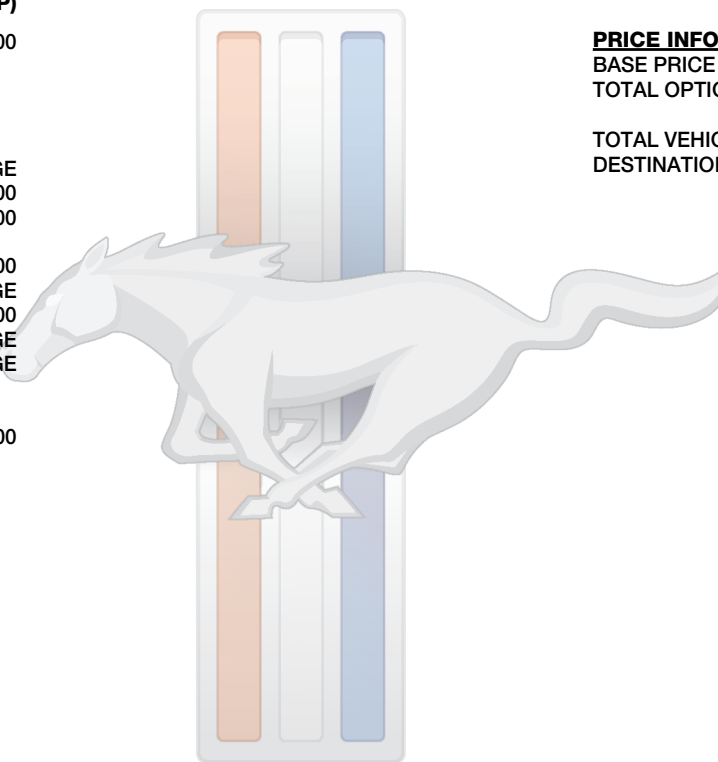 P)
00
GE
00
00
00
GE
00
GE
GE
00
PRICE INFO
BASE PRICE
TOTAL OPTIO
TOTAL VEHIC
DESTINATION